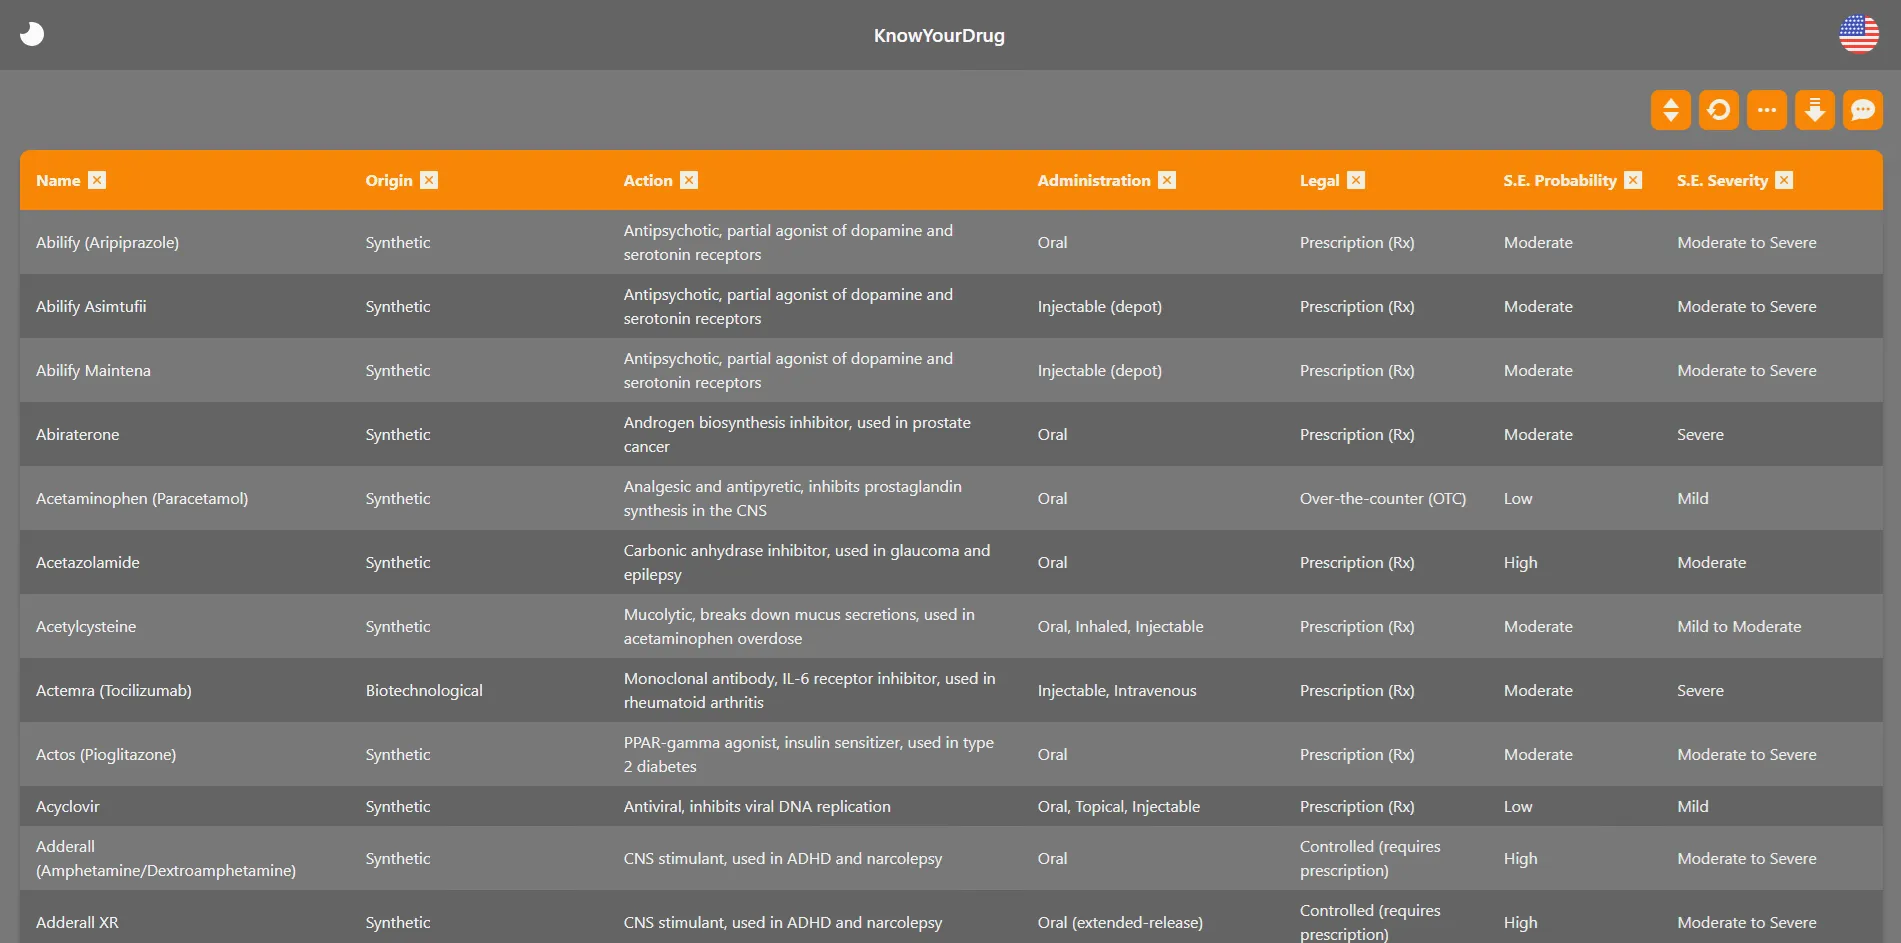 KnowYourDrug
Name Origin Action Administration Legal S.E. Probability S.E. Severity
Abilify (Aripiprazole) Synthetic Antipsychotic, partial agonist of dopamine and
serotonin receptors Oral Prescription (Rx) Moderate Moderate to Severe
Abilify Asimtufii Synthetic Antipsychotic, partial agonist of dopamine and
serotonin receptors Injectable (depot) Prescription (Rx) Moderate Moderate to Severe
Abilify Maintena Synthetic Antipsychotic, partial agonist of dopamine and
serotonin receptors Injectable (depot) Prescription (Rx) Moderate Moderate to Severe
Abiraterone Synthetic Androgen biosynthesis inhibitor, used in prostate
cancer Oral Prescription (Rx) Moderate Severe
Acetaminophen (Paracetamol) Synthetic Analgesic and antipyretic, inhibits prostaglandin
synthesis in the CNS Oral Over-the-counter (OTC) Low Mild
Acetazolamide Synthetic Carbonic anhydrase inhibitor, used in glaucoma and
epilepsy Oral Prescription (Rx) High Moderate
Acetylcysteine Synthetic Mucolytic, breaks down mucus secretions, used in
acetaminophen overdose Oral, Inhaled, Injectable Prescription (Rx) Moderate Mild to Moderate
Actemra (Tocilizumab) Biotechnological Monoclonal antibody, IL-6 receptor inhibitor, used in
rheumatoid arthritis Injectable, Intravenous Prescription (Rx) Moderate Severe
Actos (Pioglitazone) Synthetic PPAR-gamma agonist, insulin sensitizer, used in type
2 diabetes Oral Prescription (Rx) Moderate Moderate to Severe
Acyclovir Synthetic Antiviral, inhibits viral DNA replication Oral, Topical, Injectable Prescription (Rx) Low Mild
Adderall
(Amphetamine/Dextroamphetamine) Synthetic CNS stimulant, used in ADHD and narcolepsy Oral Controlled (requires
prescription) High Moderate to Severe
Adderall XR Synthetic CNS stimulant, used in ADHD and narcolepsy Oral (extended-release) Controlled (requires
prescription) High Moderate to Severe